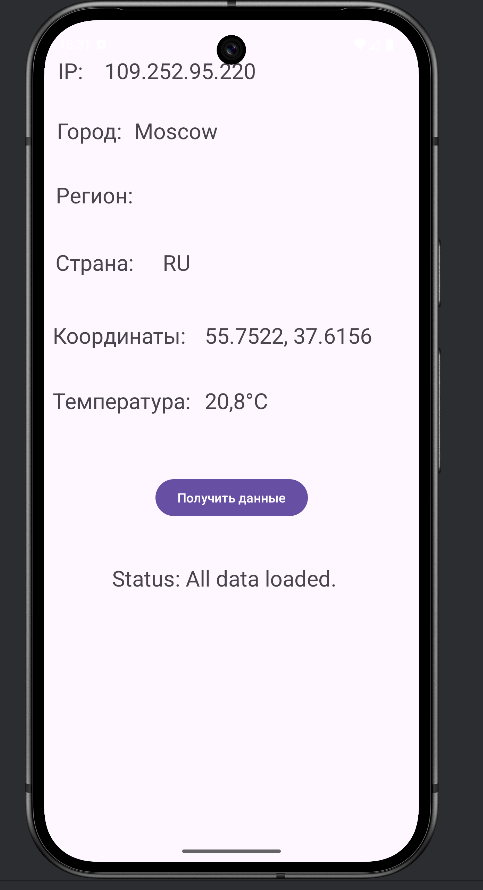 IP: 109.252.95.220
Город: Moscow
Регион:
Страна: RU
Координаты: 55.7522, 37.6156
Температура: 20,8°C
Получить данные
Status: All data loaded.